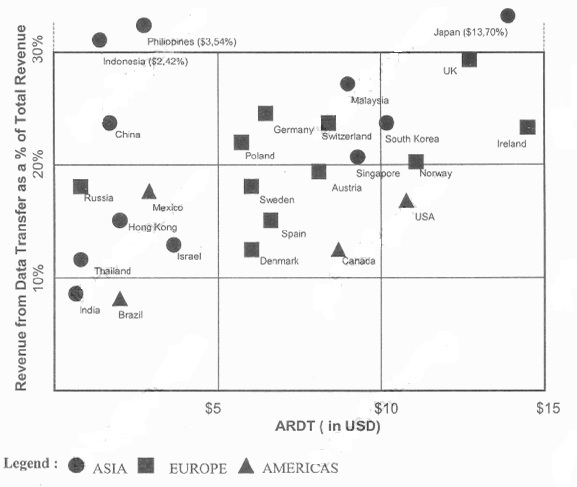 Revenue from Data Transfer as a % of Total Revenue
30%
20%
10%
Philipines ($3,54%)
Indonesia ($2,42%)
Japan ($13,70%)
UK
Malaysia
China
Germany
Switzerland
South Korea
Ireland
Poland
Singapore
Norway
Austria
Russia
Mexico
Sweden
USA
Hong Kong
Spain
Israel
Denmark
Canada
Thailand
India
Brazil
$5
$10
$15
ARDT ( in USD)
Legend : ASIA EUROPE AMERICAS